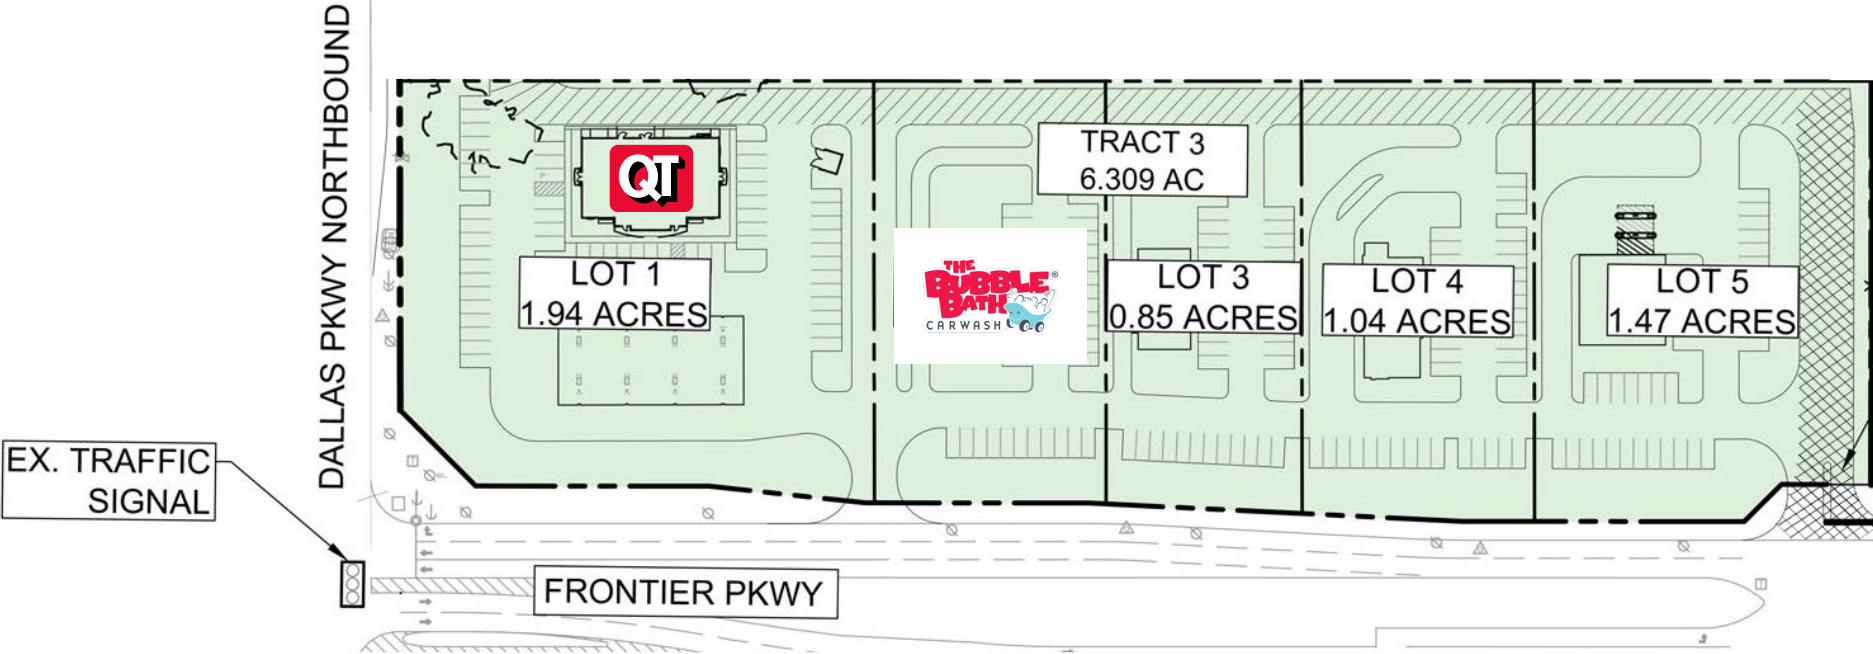 DALLAS PKWY NORTHBOUND
QT
TRACT 3
6.309 AC
LOT 1
1.94 ACRES
THE
BUBBLE
BATH
CARWASH
®
LOT 3
0.85 ACRES
LOT 4
1.04 ACRES
LOT 5
1.47 ACRES
EX. TRAFFIC
SIGNAL
FRONTIER PKWY